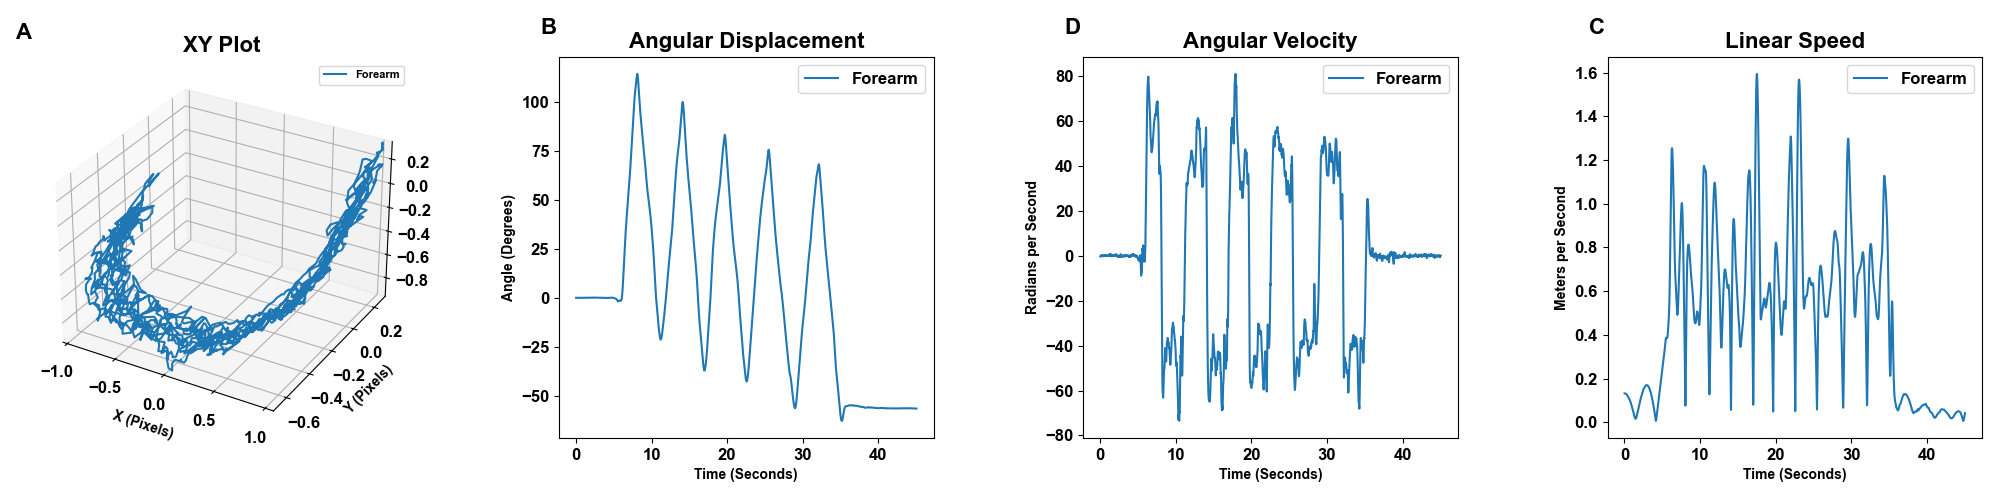 A
XY Plot
Forearm
0.2
0.0
−0.2
−0.4
−0.6
−0.8
−1.0
−0.5
0.0
0.5
1.0
X (Pixels)
0.2
0.0
−0.2
−0.4
−0.6
Y (Pixels)
B
Angular Displacement
Forearm
100
75
50
25
0
−25
−50
Angle (Degrees)
0 10 20 30 40
Time (Seconds)
D
Angular Velocity
Forearm
80
60
40
20
0
−20
−40
−60
−80
Radians per Second
0 10 20 30 40
Time (Seconds)
C
Linear Speed
Forearm
1.6
1.4
1.2
1.0
0.8
0.6
0.4
0.2
0.0
Meters per Second
0 10 20 30 40
Time (Seconds)